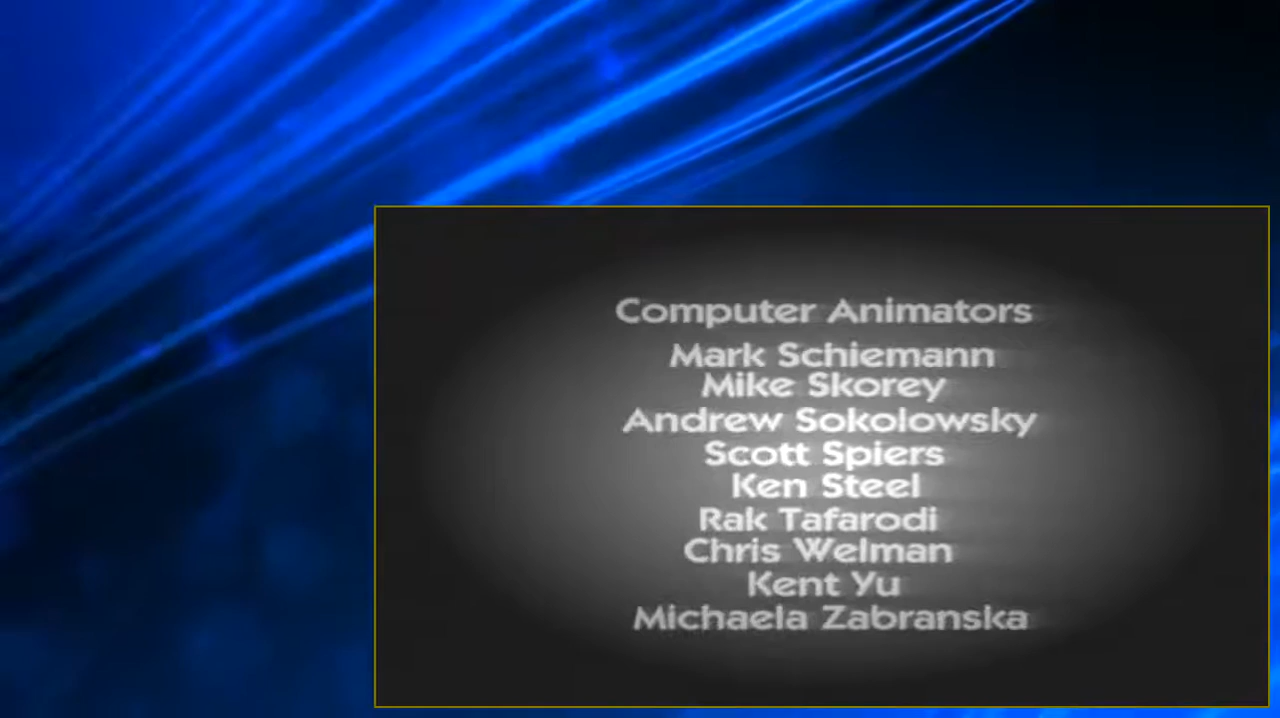 Computer Animators
Mark Schiemann
Mike Skorey
Andrew Sokolowsky
Scott Spiers
Ken Steel
Rak Tafarodi
Chris Welman
Kent Yu
Michaela Zabranska